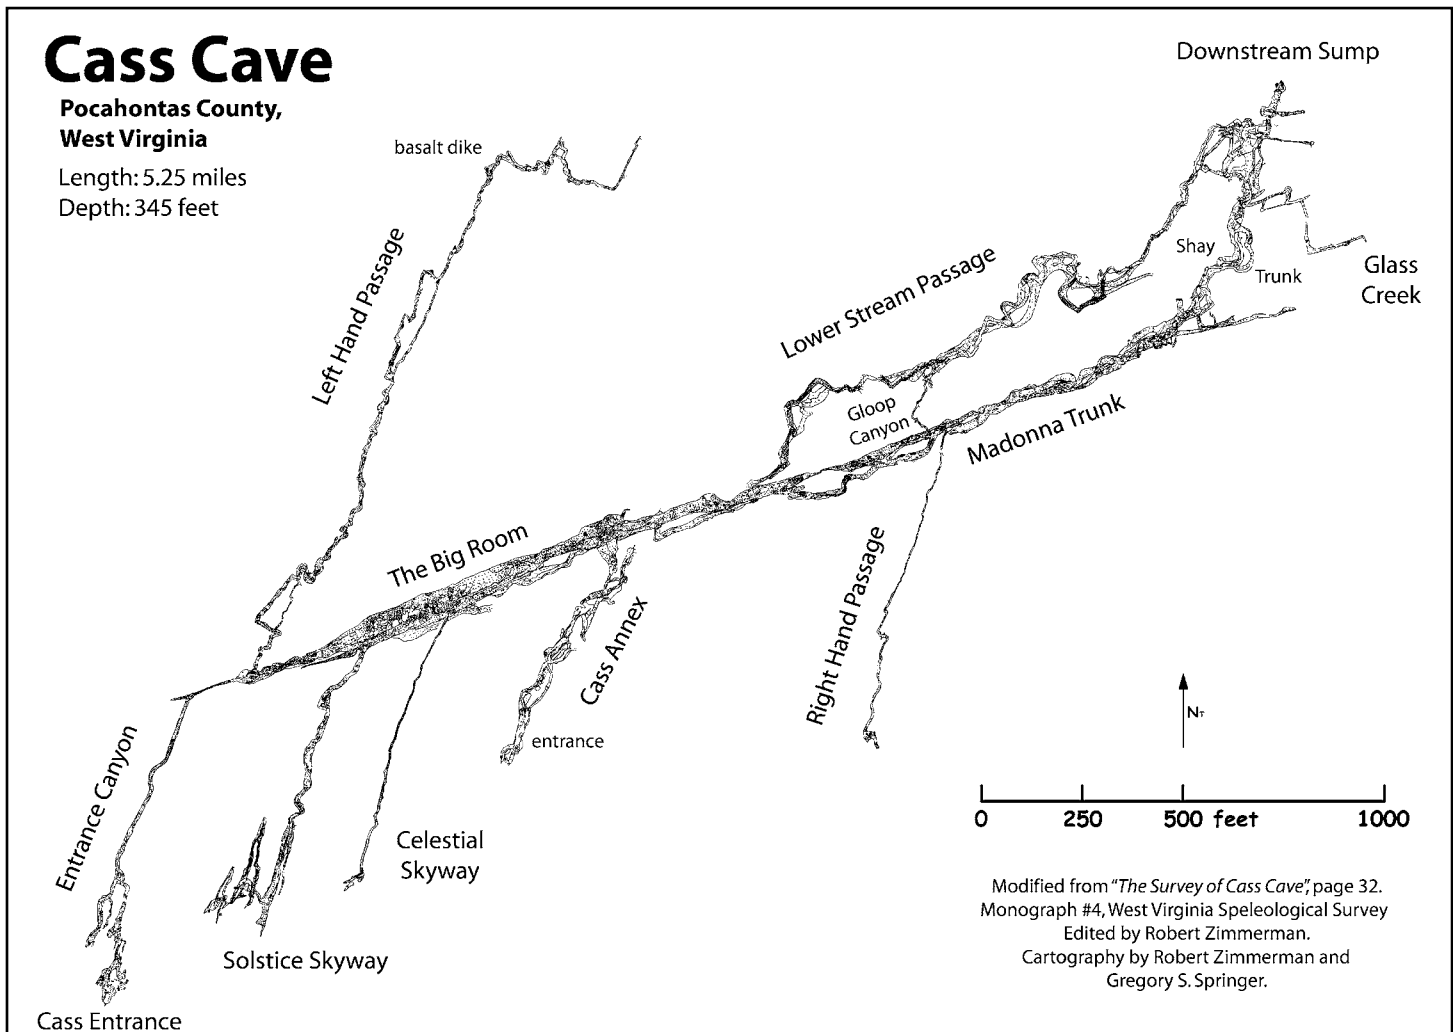 Cass Cave
Pocahontas County,
West Virginia
Length: 5.25 miles
Depth: 345 feet
Downstream Sump
basalt dike
Left Hand Passage
Lower Stream Passage
Shay
Trunk
Glass
Creek
Gloop
Canyon
Madonna Trunk
The Big Room
Cass Annex
entrance
Right Hand Passage
Entrance Canyon
Celestial
Skyway
Solstice Skyway
Cass Entrance
NT
0 250 500 feet 1000
Modified from "The Survey of Cass Cave", page 32.
Monograph #4, West Virginia Speleological Survey
Edited by Robert Zimmerman.
Cartography by Robert Zimmerman and
Gregory S. Springer.